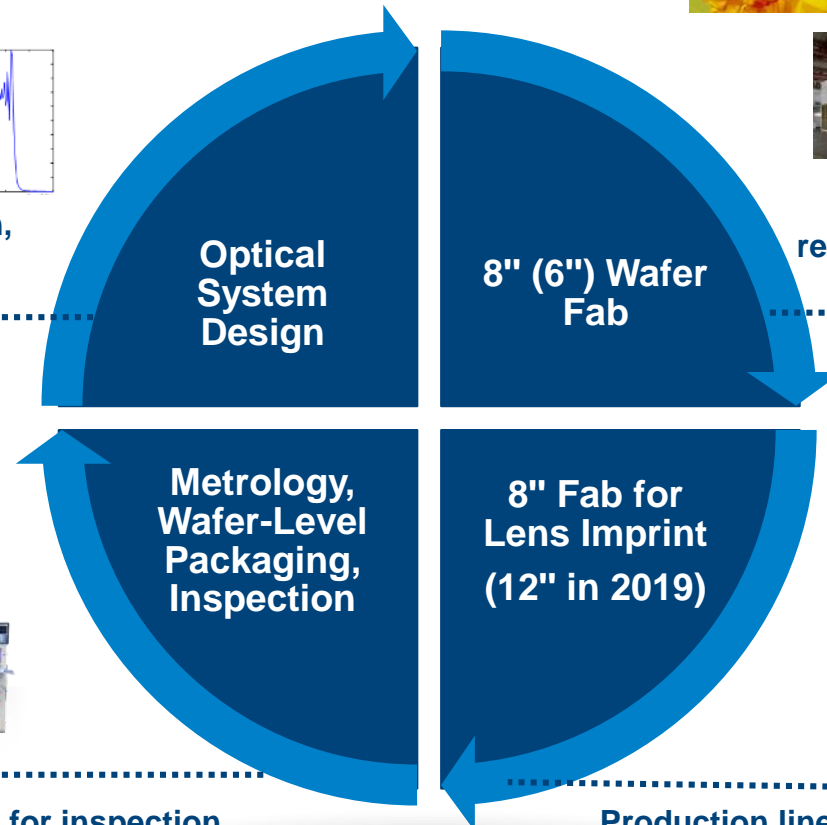 Optical
System
Design
8" (6") Wafer
Fab
Metrology,
Wafer-Level
Packaging,
Inspection
8" Fab for
Lens Imprint
(12" in 2019)
for inspection
Production line